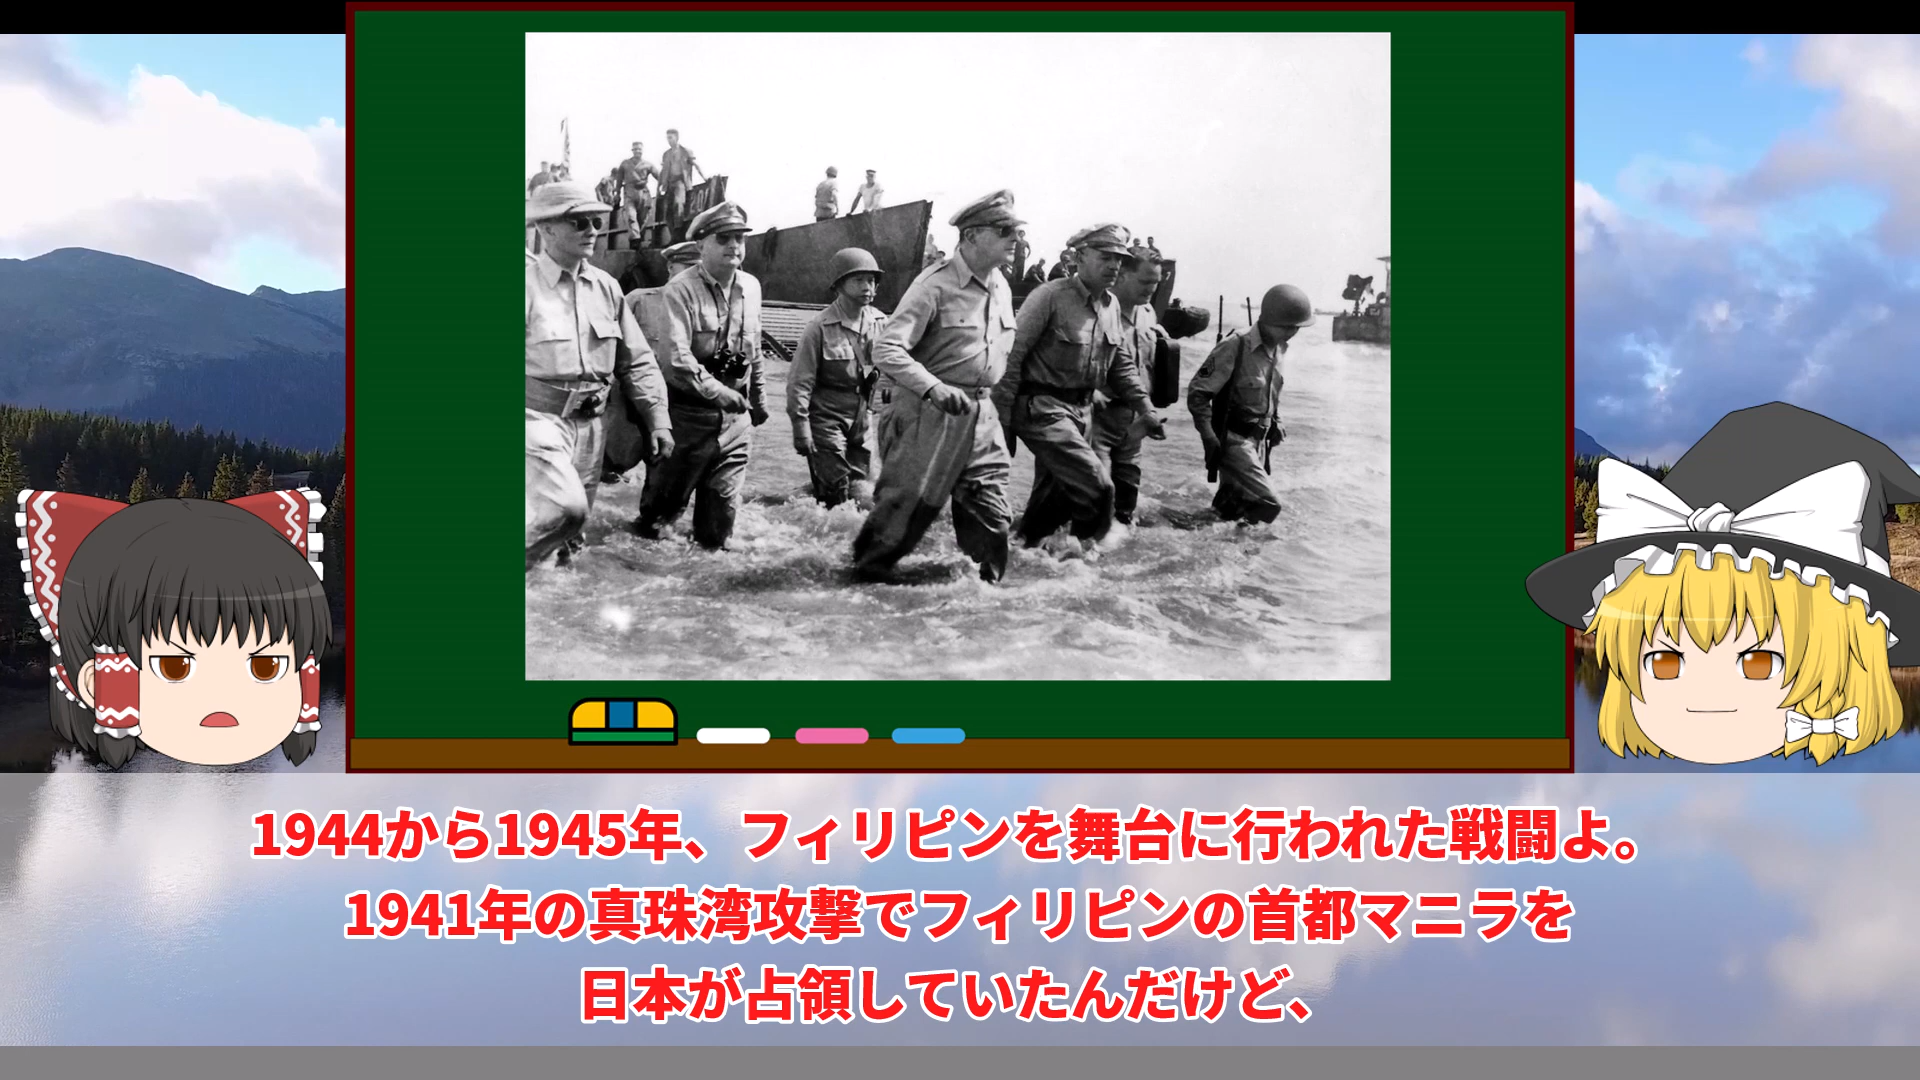 1944から1945年、フィリピンを舞台に行われた戦闘よ。
1941年の真珠湾攻撃でフィリピンの首都マニラを
日本が占領していたんだけど、